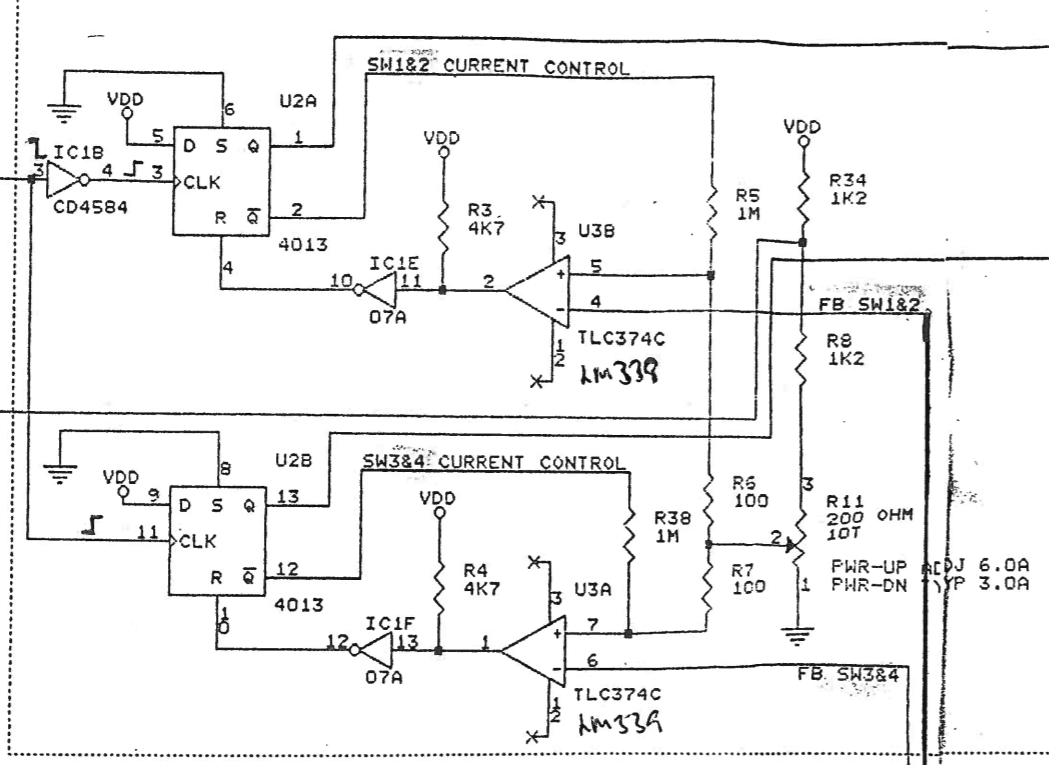 SW1&2 CURRENT CONTROL
VDD
6
U2A
5
D S Q
1
VDD
VDD
IC1B
3
4
3
CLK
R34
1K2
CD4584
R Q
2
R5
1M
R3
4K7
4013
3
U3B
4
IC1E
10
11
2
+
5
-
4
07A
FB SW1&2
1
2
TLC374C
LM339
R8
1K2
8
U2B
SW3&4 CURRENT CONTROL
VDD
9
D S Q
13
VDD
R6
100
3
R11
200 OHM
10T
R38
1M
11
CLK
2
R Q
12
PWR-UP ADJ 6.0A
PWR-DN TYP 3.0A
1
R4
4K7
3
U3A
R7
100
4013
1
0
IC1F
12
13
1
+
7
-
6
07A
FB SW3&4
1
2
TLC374C
LM339